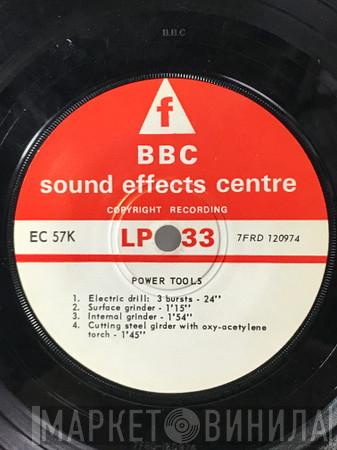 B.B.C
f
BBC
sound effects centre
COPYRIGHT RECORDING
EC 57K LP 33 7FRD 120974
POWER TOOLS
1. Electric drill: 3 bursts - 24"
2. Surface grinder - 1'15"
3. Internal grinder - 1'54"
4. Cutting steel girder with oxy-acetylene
torch - 1'45"
МАРКЕТ ВИНИЛА